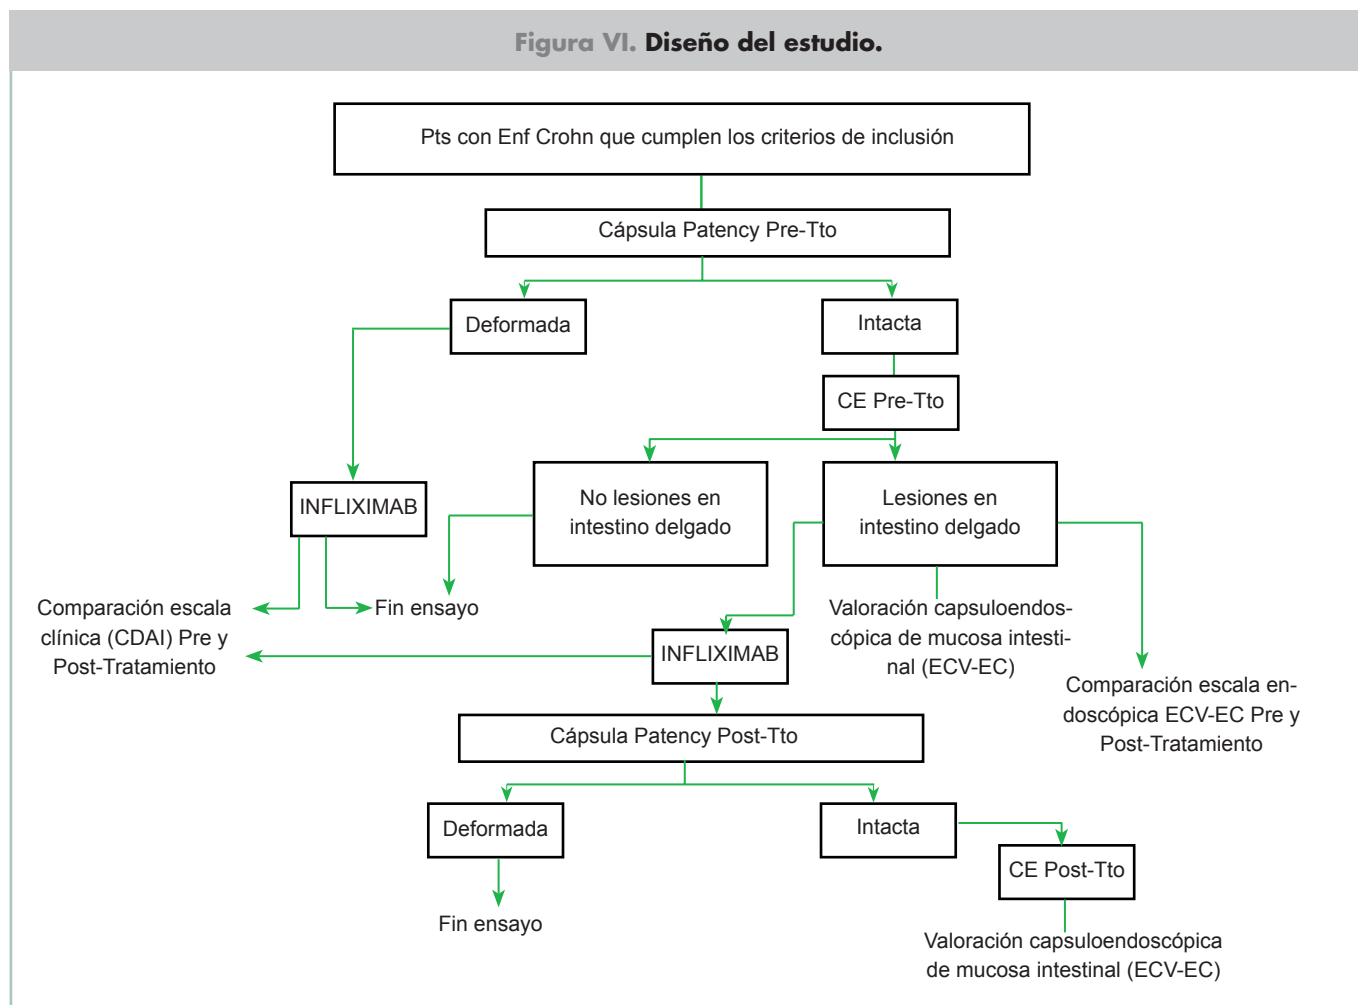 Figura VI. Diseño del estudio.
Pts con Enf Crohn que cumplen los criterios de inclusión
Cápsula Patency Pre-Tto
Deformada
Intacta
CE Pre-Tto
INFLIXIMAB
No lesiones en
intestino delgado
Lesiones en
intestino delgado
Comparación escala
clínica (CDAI) Pre y
Post-Tratamiento
Fin ensayo
INFLIXIMAB
Valoración capsuloendos-
cópica de mucosa intesti-
nal (ECV-EC)
Comparación escala en-
doscópica ECV-EC Pre y
Post-Tratamiento
Cápsula Patency Post-Tto
Deformada
Intacta
CE Post-Tto
Fin ensayo
Valoración capsuloendoscópica
de mucosa intestinal (ECV-EC)